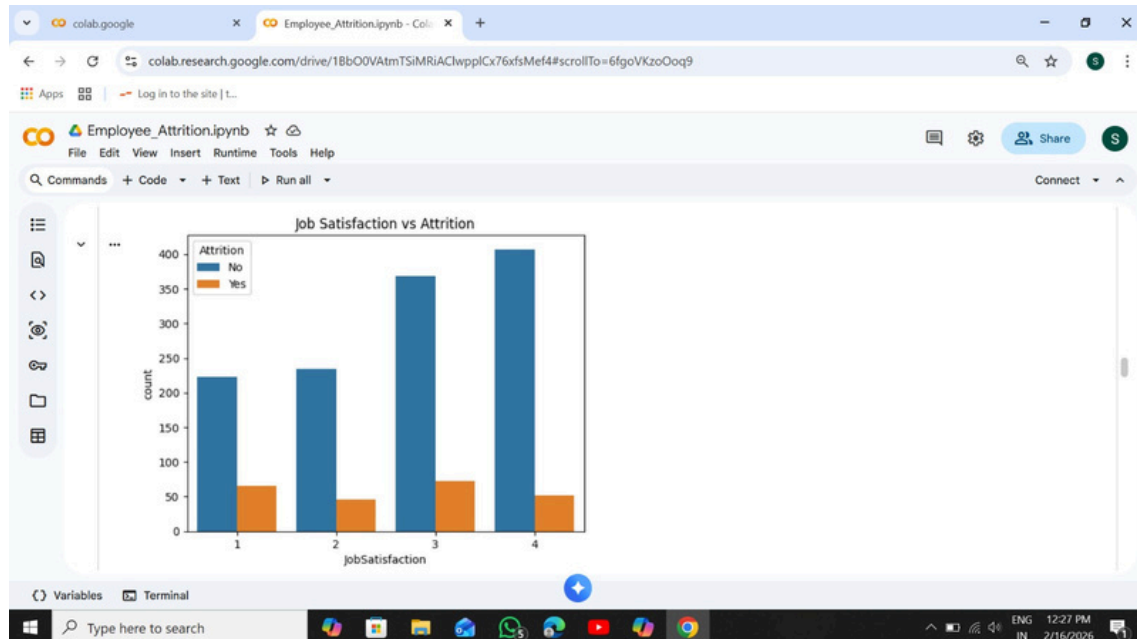 colab.google
Employee_Attrition.ipynb - Cola
colab.research.google.com/drive/1BbO0VAtmTSiMRiAClwpplCx76xfsMef4#scrollTo=6fgoVKzoOoq9
S
Apps
Log in to the site | t...
CO
Employee_Attrition.ipynb
Share
S
File Edit View Insert Runtime Tools Help
Commands + Code + Text Run all
Connect
Job Satisfaction vs Attrition
Attrition
No
Yes
400
350
300
250
200
150
100
50
0
count
1 2 3 4
JobSatisfaction
Variables Terminal
Type here to search
5
ENG
IN
12:27 PM
2/16/2026